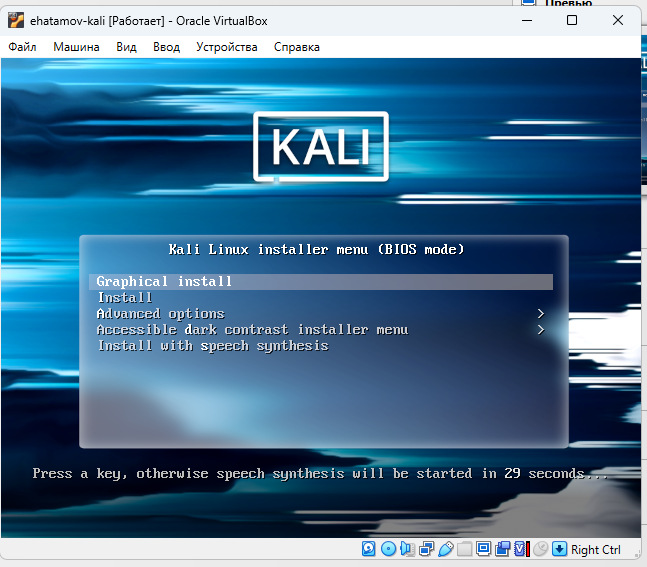 Превью
ehatamov-kali [Работает] - Oracle VirtualBox
Файл Машина Вид Ввод Устройства Справка
KALI
Kali Linux installer menu (BIOS mode)
Graphical install
Install
Advanced options >
Accessible dark contrast installer menu >
Install with speech synthesis
Press a key, otherwise speech synthesis will be started in 29 seconds...
Right Ctrl